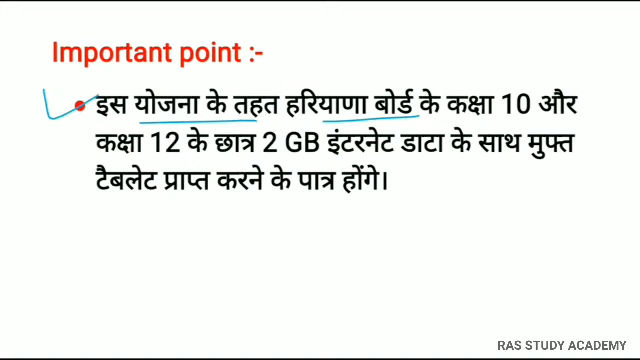 Important point :-
इस योजना के तहत हरियाणा बोर्ड के कक्षा 10 और
कक्षा 12 के छात्र 2 GB इंटरनेट डाटा के साथ मुफ्त
टैबलेट प्राप्त करने के पात्र होंगे।
RAS STUDY ACADEMY